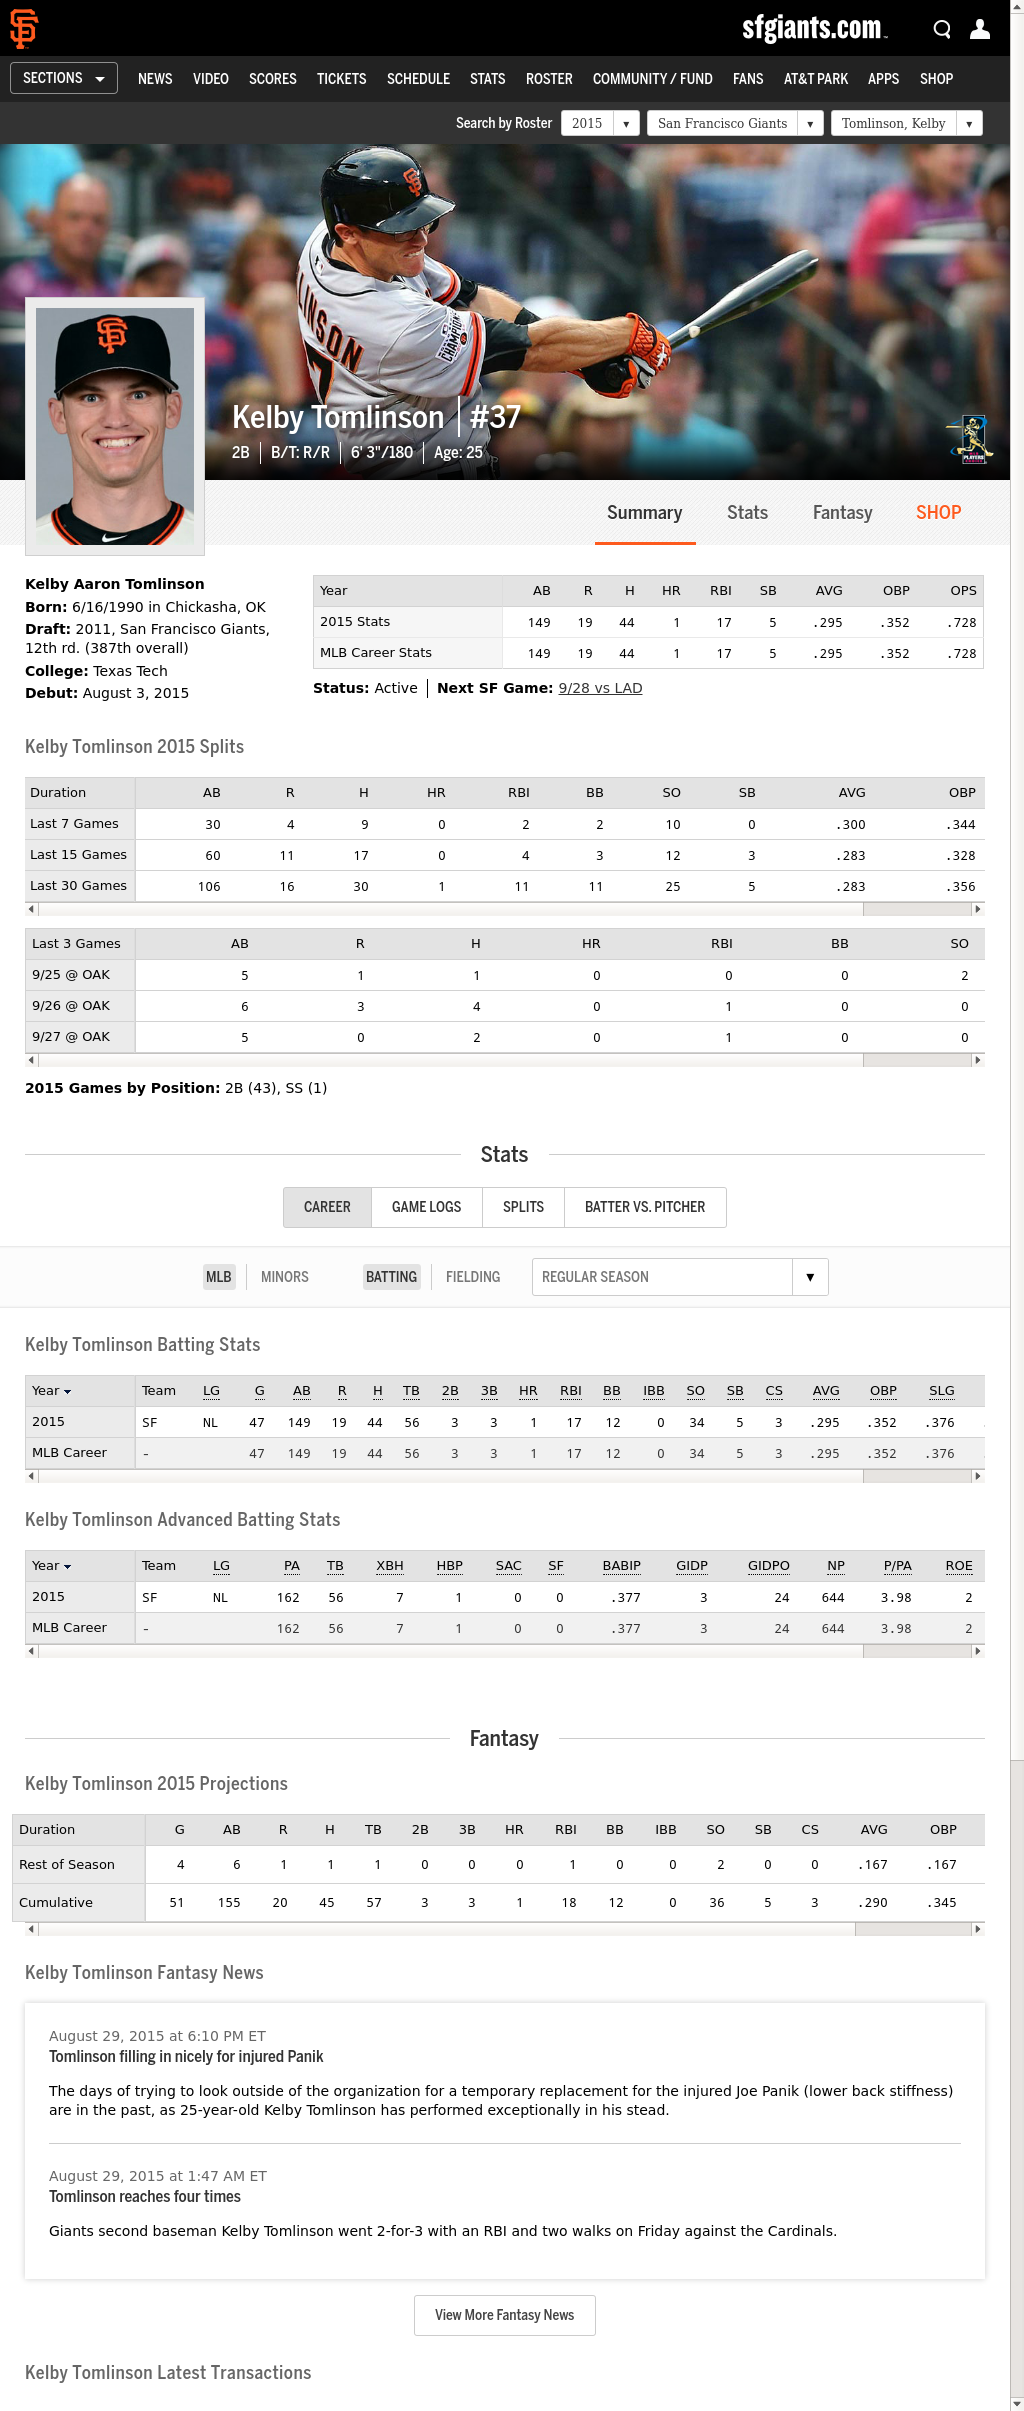 SF
sfgiants.com
SECTIONS NEWS VIDEO SCORES TICKETS SCHEDULE STATS ROSTER COMMUNITY / FUND FANS AT&T PARK APPS SHOP
Search by Roster 2015 San Francisco Giants Tomlinson, Kelby
Kelby Tomlinson #37
2B B/T: R/R 6' 3"/180 Age: 25
Summary Stats Fantasy SHOP
Kelby Aaron Tomlinson
Born: 6/16/1990 in Chickasha, OK
Draft: 2011, San Francisco Giants,
12th rd. (387th overall)
College: Texas Tech
Debut: August 3, 2015
Year AB R H HR RBI SB AVG OBP OPS
2015 Stats 149 19 44 1 17 5 .295 .352 .728
MLB Career Stats 149 19 44 1 17 5 .295 .352 .728
Status: Active Next SF Game: 9/28 vs LAD
Kelby Tomlinson 2015 Splits
Duration AB R H HR RBI BB SO SB AVG OBP
Last 7 Games 30 4 9 0 2 2 10 0 .300 .344
Last 15 Games 60 11 17 0 4 3 12 3 .283 .328
Last 30 Games 106 16 30 1 11 11 25 5 .283 .356
Last 3 Games AB R H HR RBI BB SO
9/25 @ OAK 5 1 1 0 0 0 2
9/26 @ OAK 6 3 4 0 1 0 0
9/27 @ OAK 5 0 2 0 1 0 0
2015 Games by Position: 2B (43), SS (1)
Stats
CAREER GAME LOGS SPLITS BATTER VS. PITCHER
MLB MINORS BATTING FIELDING REGULAR SEASON
Kelby Tomlinson Batting Stats
Year Team LG G AB R H TB 2B 3B HR RBI BB IBB SO SB CS AVG OBP SLG
2015 SF NL 47 149 19 44 56 3 3 1 17 12 0 34 5 3 .295 .352 .376
MLB Career - 47 149 19 44 56 3 3 1 17 12 0 34 5 3 .295 .352 .376
Kelby Tomlinson Advanced Batting Stats
Year Team LG PA TB XBH HBP SAC SF BABIP GIDP GIDPO NP P/PA ROE
2015 SF NL 162 56 7 1 0 0 .377 3 24 644 3.98 2
MLB Career - 162 56 7 1 0 0 .377 3 24 644 3.98 2
Fantasy
Kelby Tomlinson 2015 Projections
Duration G AB R H TB 2B 3B HR RBI BB IBB SO SB CS AVG OBP
Rest of Season 4 6 1 1 1 0 0 0 1 0 0 2 0 0 .167 .167
Cumulative 51 155 20 45 57 3 3 1 18 12 0 36 5 3 .290 .345
Kelby Tomlinson Fantasy News
August 29, 2015 at 6:10 PM ET
Tomlinson filling in nicely for injured Panik
The days of trying to look outside of the organization for a temporary replacement for the injured Joe Panik (lower back stiffness)
are in the past, as 25-year-old Kelby Tomlinson has performed exceptionally in his stead.
August 29, 2015 at 1:47 AM ET
Tomlinson reaches four times
Giants second baseman Kelby Tomlinson went 2-for-3 with an RBI and two walks on Friday against the Cardinals.
View More Fantasy News
Kelby Tomlinson Latest Transactions